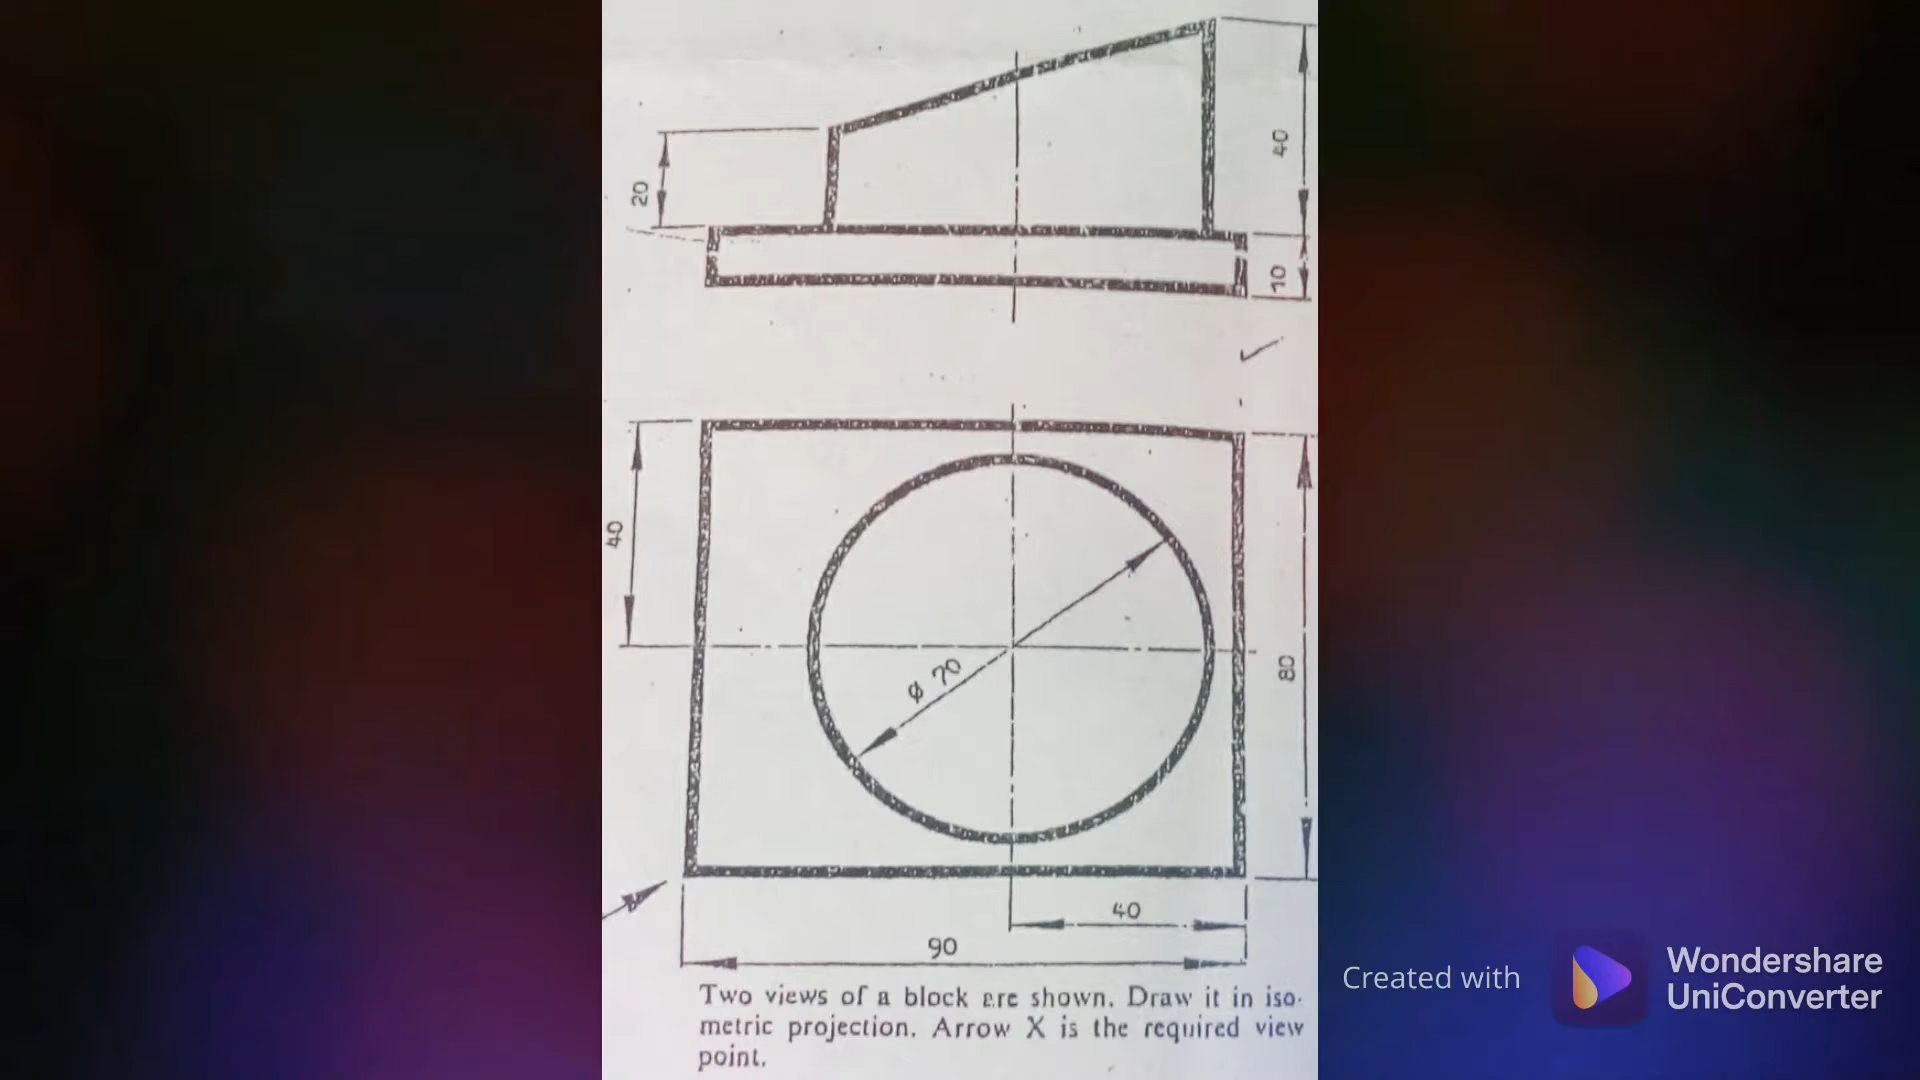 20
40
10
40
80
ø 70
40
90
Two views of a block are shown. Draw it in iso-
metric projection. Arrow X is the required view
point.
Created with
Wondershare
UniConverter